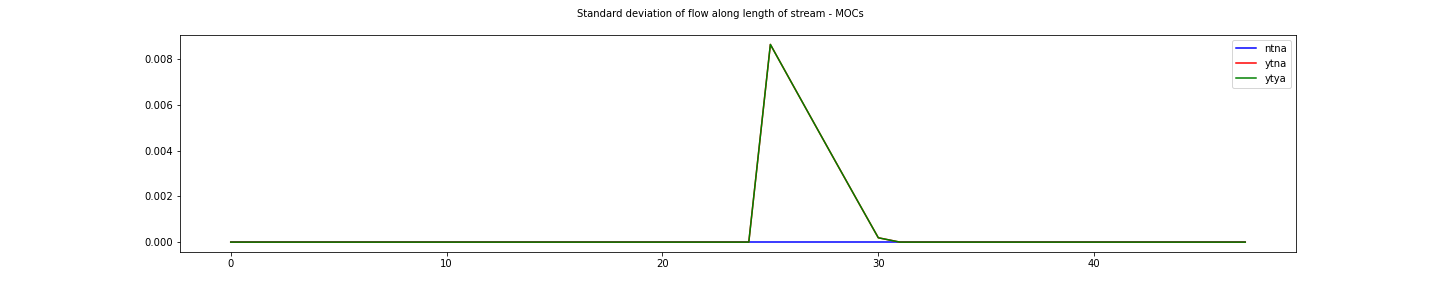 Standard deviation of flow along length of stream - MOCs
0.008
0.006
0.004
0.002
0.000
0
10
20
30
40
ntna
ytna
ytya